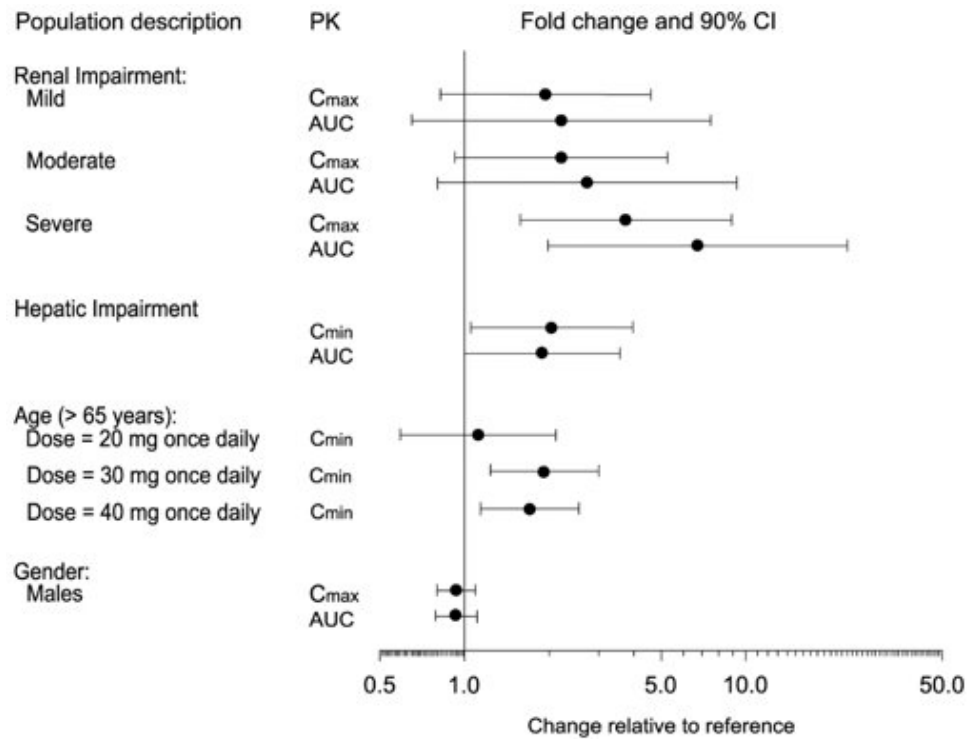 Population description PK Fold change and 90% CI
Renal Impairment:
Mild Cmax
AUC
Moderate Cmax
AUC
Severe Cmax
AUC
Hepatic Impairment
Cmin
AUC
Age (> 65 years):
Dose = 20 mg once daily Cmin
Dose = 30 mg once daily Cmin
Dose = 40 mg once daily Cmin
Gender:
Males Cmax
AUC
0.5 1.0 5.0 10.0 50.0
Change relative to reference